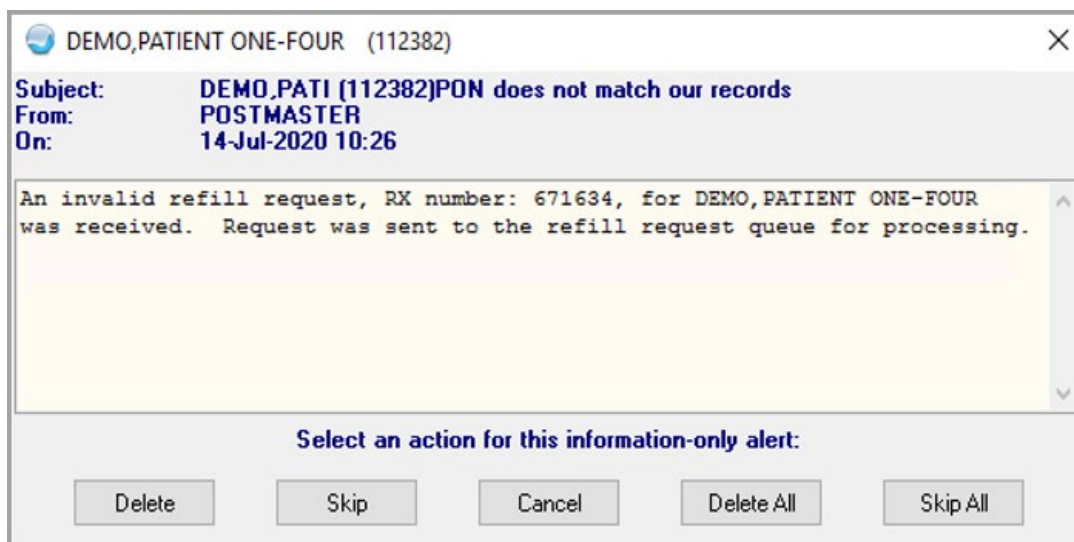 DEMO,PATIENT ONE-FOUR (112382)
Subject: DEMO,PATI (112382)PON does not match our records
From: POSTMASTER
On: 14-Jul-2020 10:26
An invalid refill request, RX number: 671634, for DEMO,PATIENT ONE-FOUR
was received. Request was sent to the refill request queue for processing.
Select an action for this information-only alert:
Delete Skip Cancel Delete All Skip All